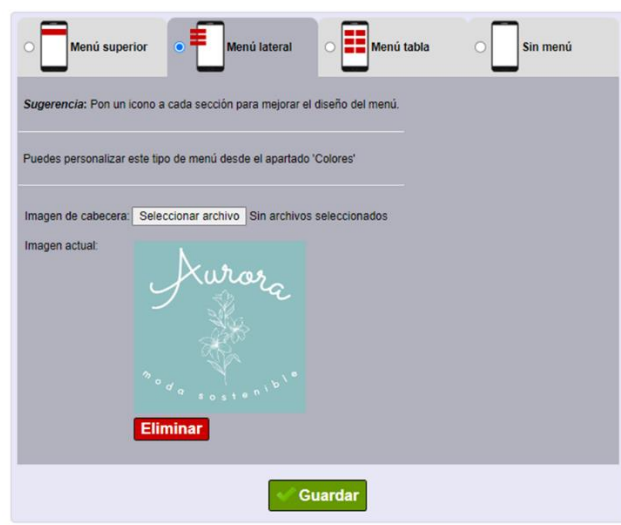 Menú superior
Menú lateral
Menú tabla
Sin menú
Sugerencia: Pon un icono a cada sección para mejorar el diseño del menú.
Puedes personalizar este tipo de menú desde el apartado 'Colores'
Imagen de cabecera: Seleccionar archivo Sin archivos seleccionados
Imagen actual:
Aurora
moda sostenible
Eliminar
Guardar